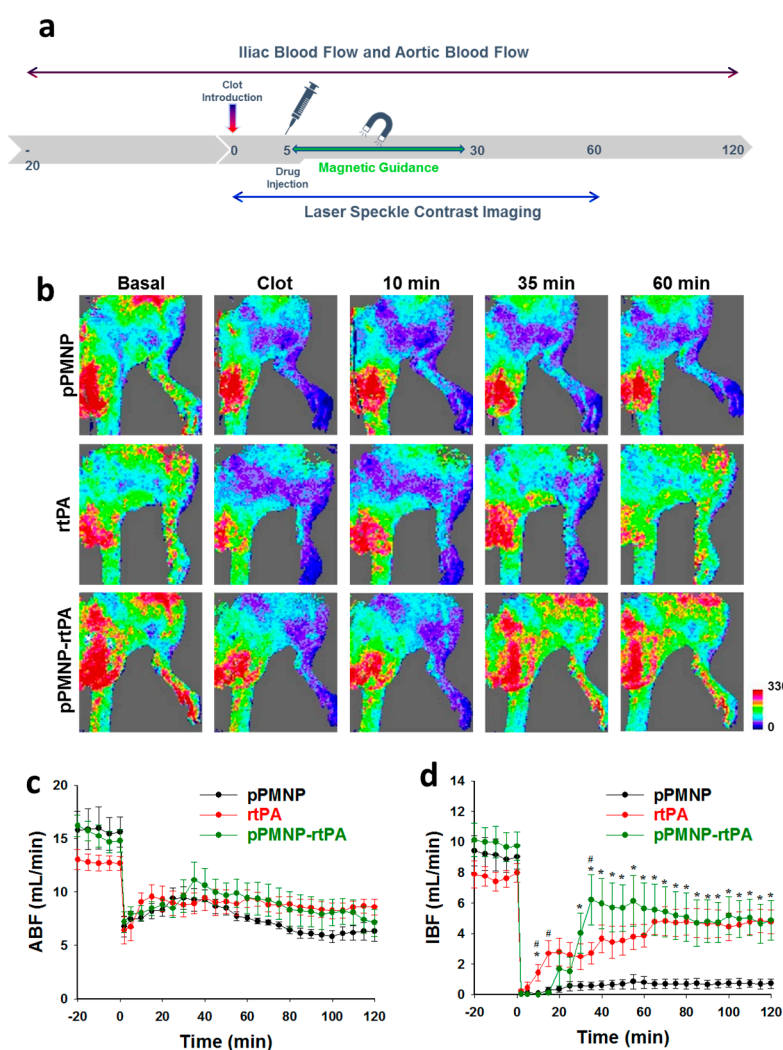 a
Iliac Blood Flow and Aortic Blood Flow
Clot
Introduction
-
20
0
5
30
60
120
Drug
Injection
Magnetic Guidance
Laser Speckle Contrast Imaging
b
Basal
Clot
10 min
35 min
60 min
pPMNP
rtPA
pPMNP-rtPA
330
0
c
pPMNP
rtPA
pPMNP-rtPA
ABF (mL/min)
20
15
10
5
0
-20 0 20 40 60 80 100 120
Time (min)
d
pPMNP
rtPA
pPMNP-rtPA
IBF (mL/min)
14
12
10
8
6
4
2
0
# * # * # * * * * * * * * * * * * * * * * * *
-20 0 20 40 60 80 100 120
Time (min)